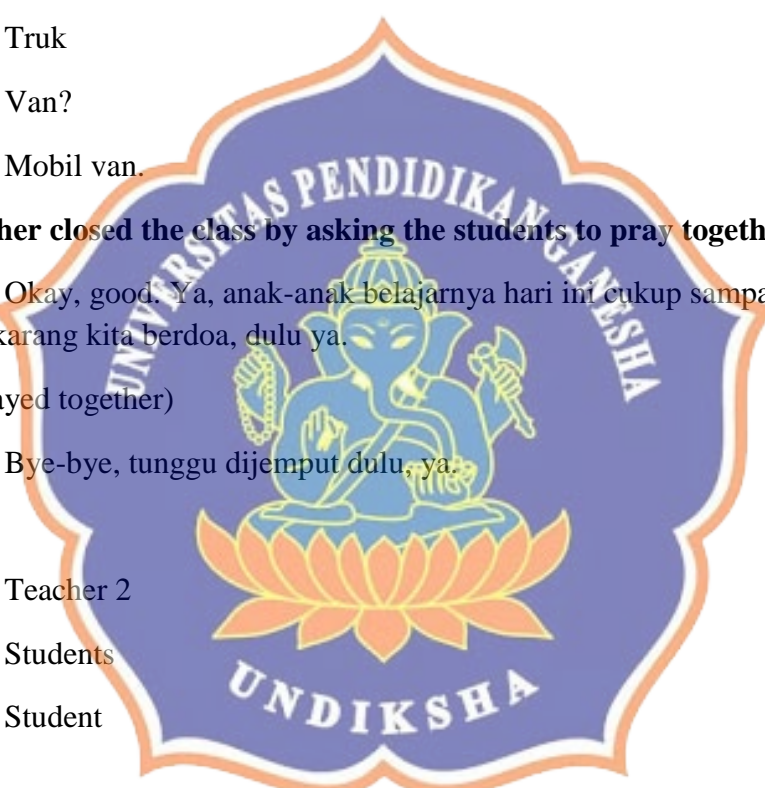 Truk
Van?
Mobil van.
her closed the class by asking the students to pray togeth
Okay, good. Ya, anak-anak belajarnya hari ini cukup sampa
karang kita berdoa, dulu ya.
ayed together)
Bye-bye, tunggu dijemput dulu, ya.
Teacher 2
Students
Student
UNIVERSITAS PENDIDIKAN GANESHA
UNDIKSHA